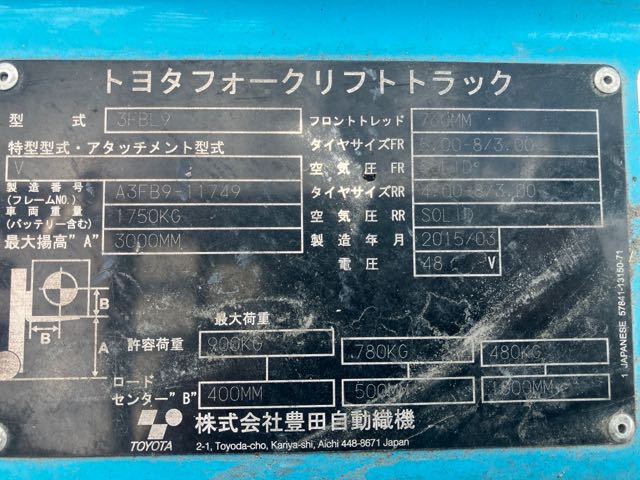 トヨタフォークリフトトラック
型 式 3FBL9 フロントトレッド 760MM
特型型式・アタッチメント型式 タイヤサイズFR 5.00-8/3.00
V 空 気 圧 FR SOLID
製造番号(フレームNO.) A3FB9-11749 タイヤサイズRR 4.00-8/3.00
車両重量(バッテリー含む) 1750KG 空 気 圧 RR SOLID
最大揚高"A" 3000MM 製 造 年 月 2015/03
電 圧 48 V
B
B A
最大荷重
許容荷重 900KG 780KG 480KG
ロードセンター"B" 400MM 500MM 1000MM
TOYOTA 株式会社豊田自動織機
2-1, Toyoda-cho, Kariya-shi, Aichi 448-8671 Japan
1 JAPANESE 57841-13150-71